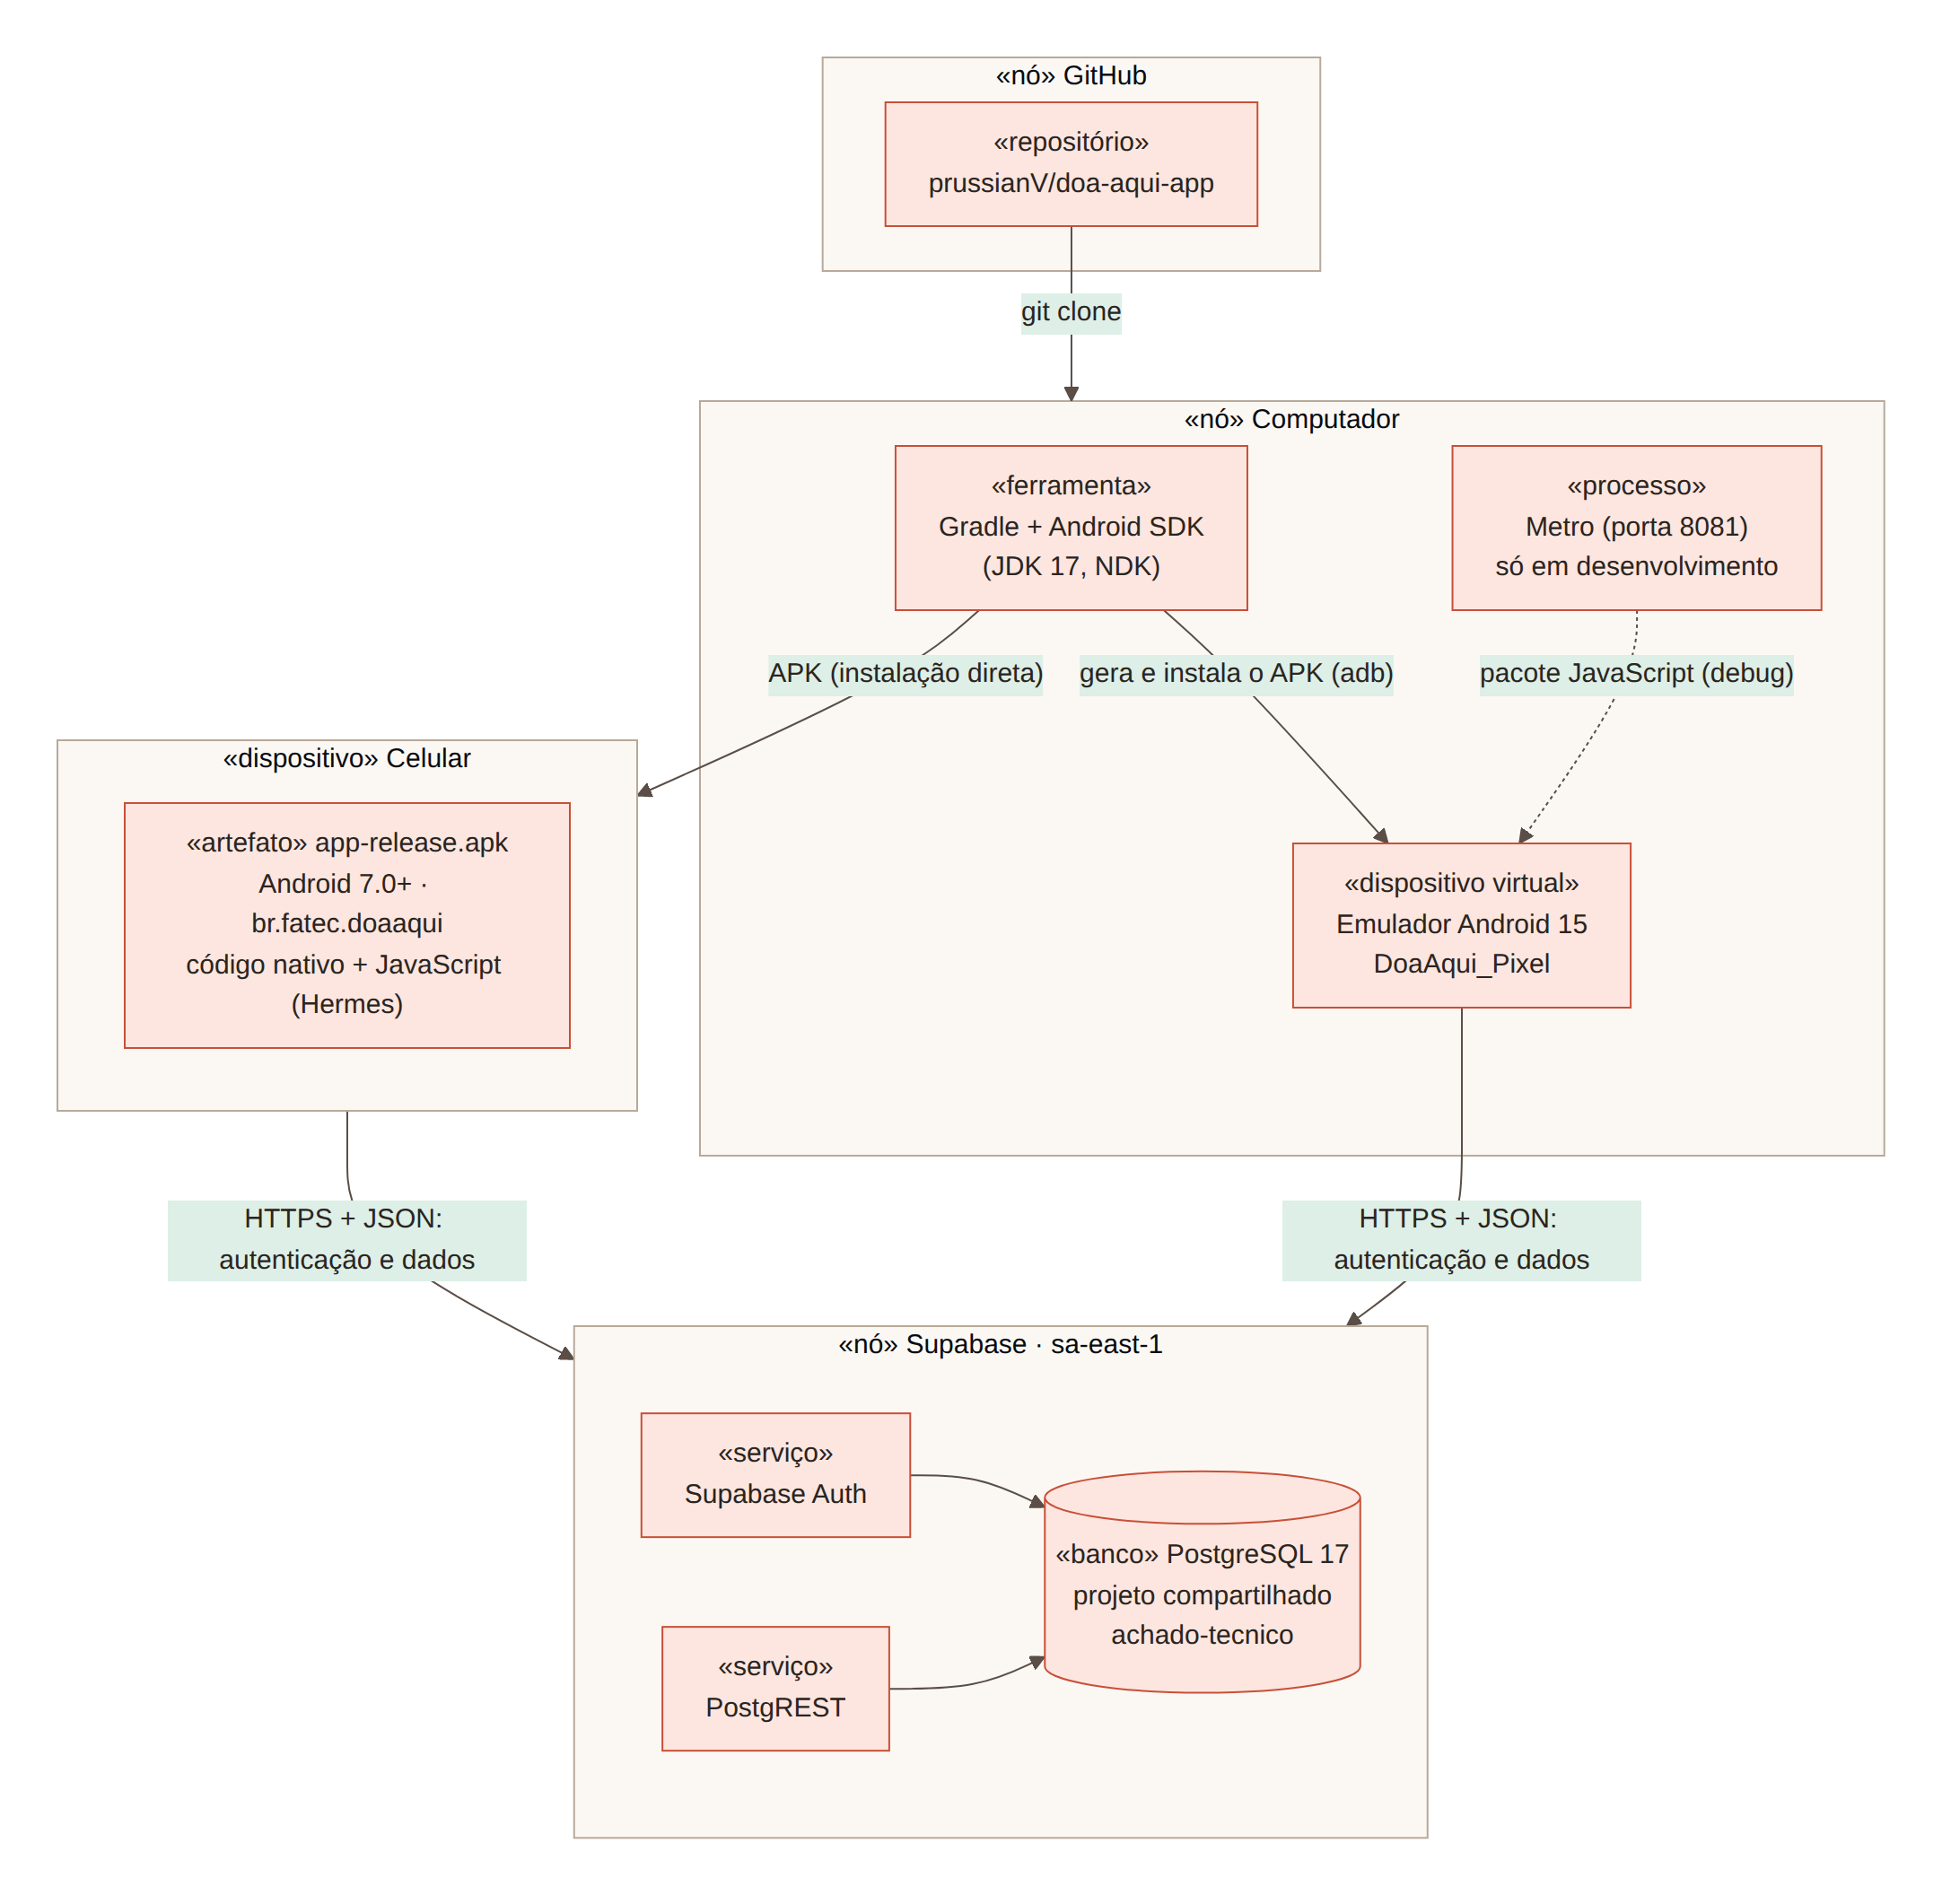 «nó» GitHub
«repositório»
prussianV/doa-aqui-app
git clone
«nó» Computador
«ferramenta»
Gradle + Android SDK
(JDK 17, NDK)
«processo»
Metro (porta 8081)
só em desenvolvimento
APK (instalação direta)
gera e instala o APK (adb)
pacote JavaScript (debug)
«dispositivo» Celular
«artefato» app-release.apk
Android 7.0+ ·
br.fatec.doaaqui
código nativo + JavaScript
(Hermes)
«dispositivo virtual»
Emulador Android 15
DoaAqui_Pixel
HTTPS + JSON:
autenticação e dados
HTTPS + JSON:
autenticação e dados
«nó» Supabase · sa-east-1
«serviço»
Supabase Auth
«banco» PostgreSQL 17
projeto compartilhado
achado-tecnico
«serviço»
PostgREST